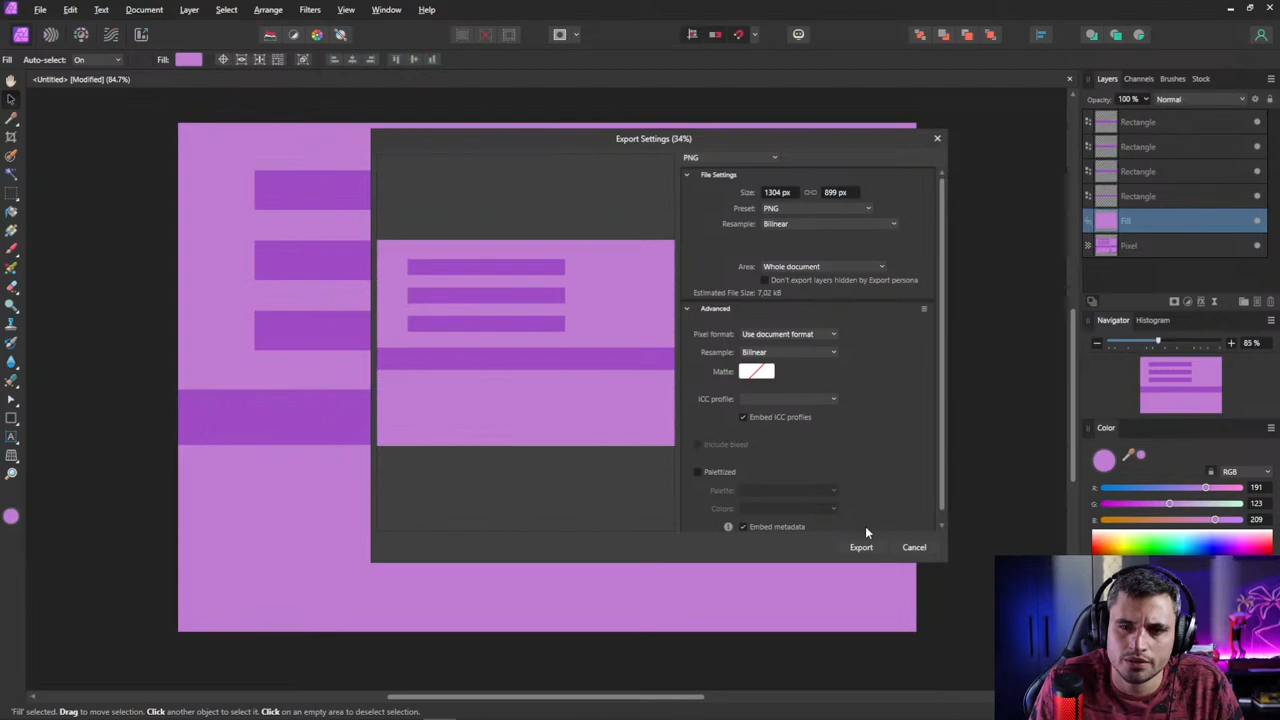 File Edit Text Document Layer Select Arrange Filters View Window Help
Fill Auto-select: On Fill:
<Untitled> [Modified] (84.7%)
Layers Channels Brushes Stock
Opacity: 100 % Normal
Rectangle
Rectangle
Rectangle
Rectangle
Fill
Pixel
Export Settings (34%)
PNG
File Settings
Size: 1304 px 899 px
Preset: PNG
Resample: Bilinear
Area: Whole document
Don't export layers hidden by Export persona
Estimated File Size: 7,02 kB
Advanced
Pixel format: Use document format
Resample: Bilinear
Matte:
ICC profile:
Embed ICC profiles
Include bleed
Palettized
Palette:
Colors:
Embed metadata
Export Cancel
Navigator Histogram
85 %
Color
RGB
R: 191
G: 123
B: 209
'Fill' selected. Drag to move selection. Click another object to select it. Click on an empty area to deselect selection.